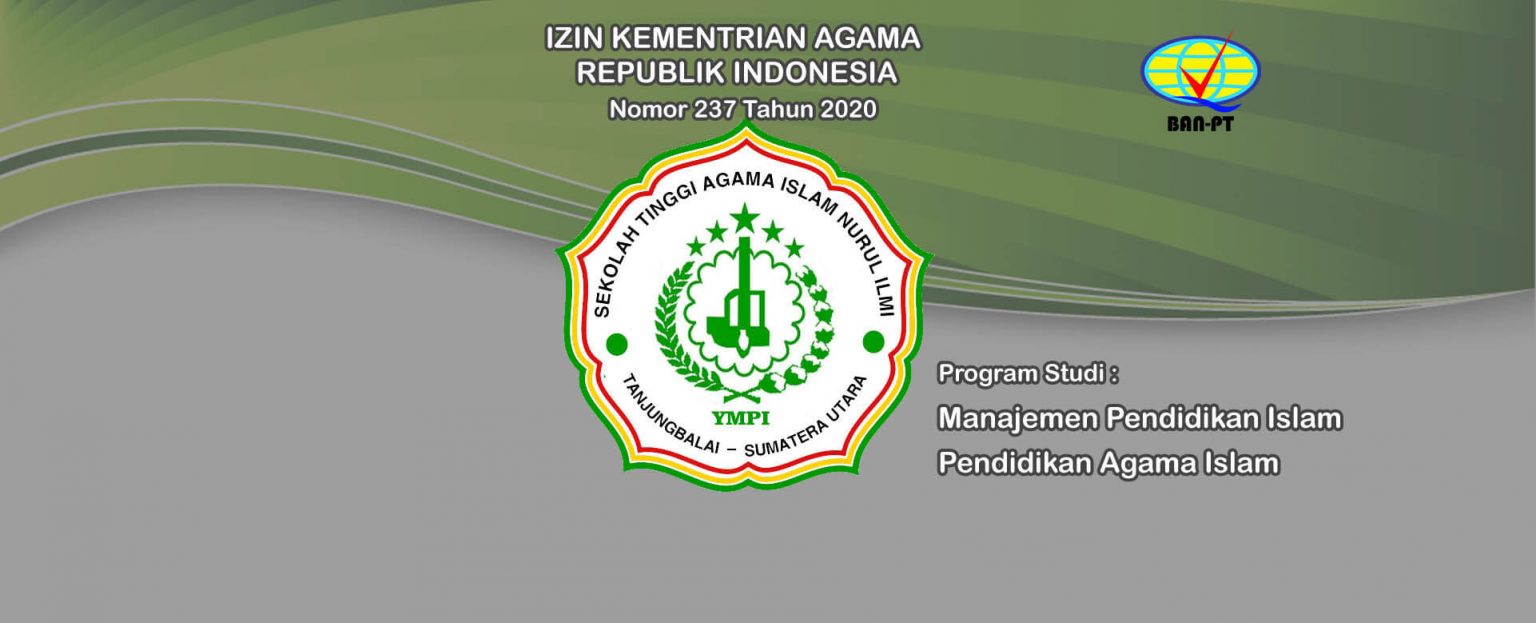 IZIN KEMENTRIAN AGAMA
REPUBLIK INDONESIA
Nomor 237 Tahun 2020
BAN-PT
SEKOLAH TINGGI AGAMA ISLAM NURUL ILMI
YMPI
TANJUNGBALAI – SUMATERA UTARA
Program Studi :
Manajemen Pendidikan Islam
Pendidikan Agama Islam